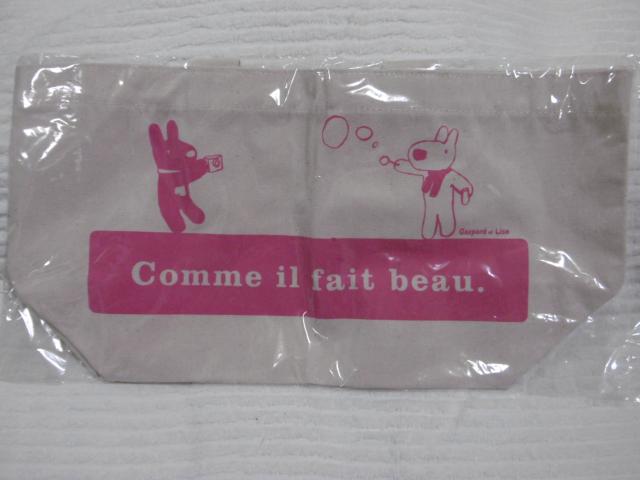 Gaspard et Lisa
Comme il fait beau.